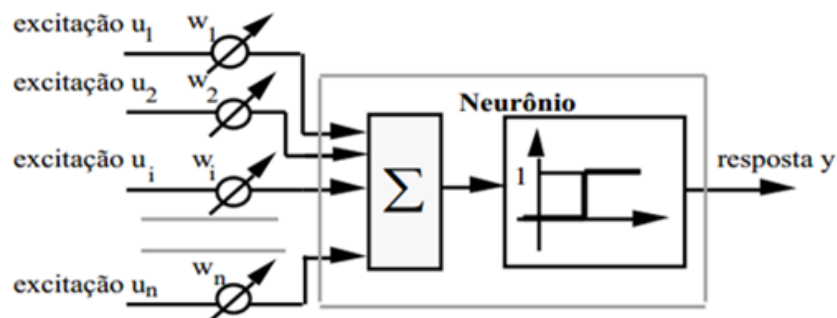 excitação u1 w1
excitação u2 w2
Neurônio
excitação ui wi
Σ
1
resposta y
excitação un wn